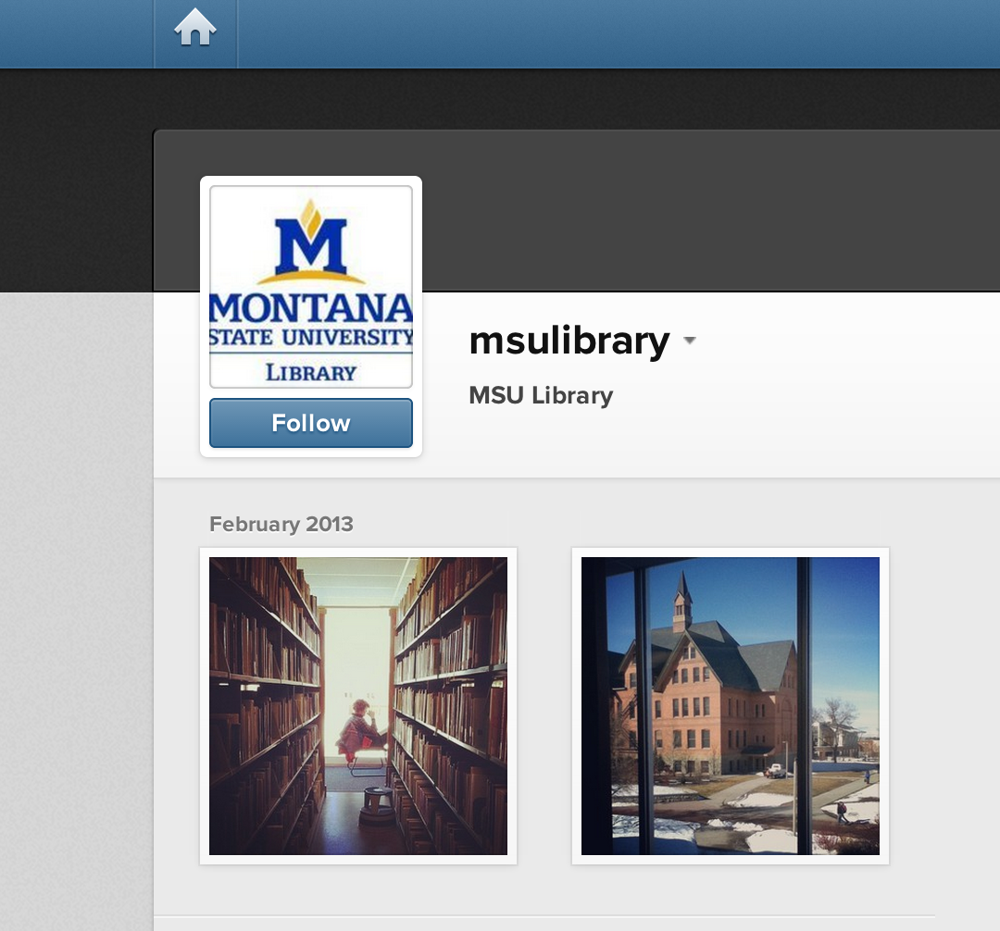 M
MONTANA
STATE UNIVERSITY
LIBRARY
Follow
msulibrary
MSU Library
February 2013